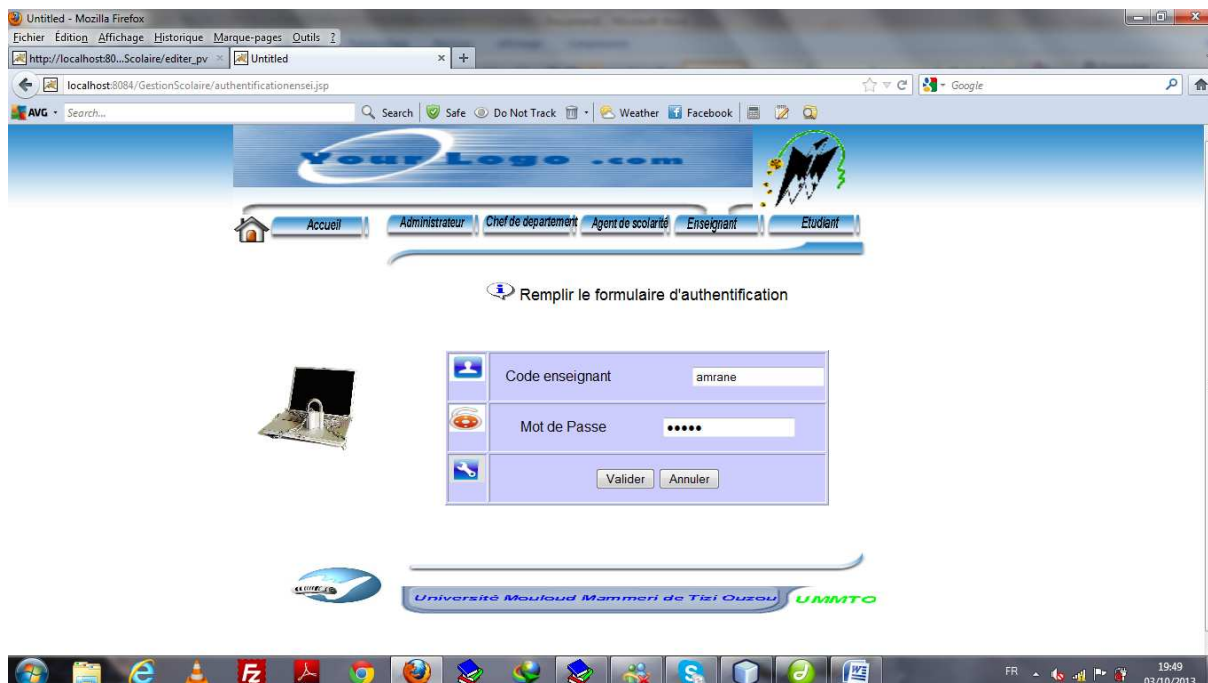 Untitled - Mozilla Firefox
Fichier Édition Affichage Historique Marque-pages Outils ?
http://localhost:80...Scolaire/editer_pv × Untitled × +
localhost:8084/GestionScolaire/authentificationensei.jsp Google
AVG Search... Search Safe Do Not Track Weather Facebook
Your Logo .com
Accueil Administrateur Chef de departement Agent de scolarité Enseignant Etudiant
Remplir le formulaire d'authentification
Code enseignant amrane
Mot de Passe •••••
Valider Annuler
Université Mouloud Mammeri de Tizi Ouzou UMMTO
FR 19:49
03/10/2013